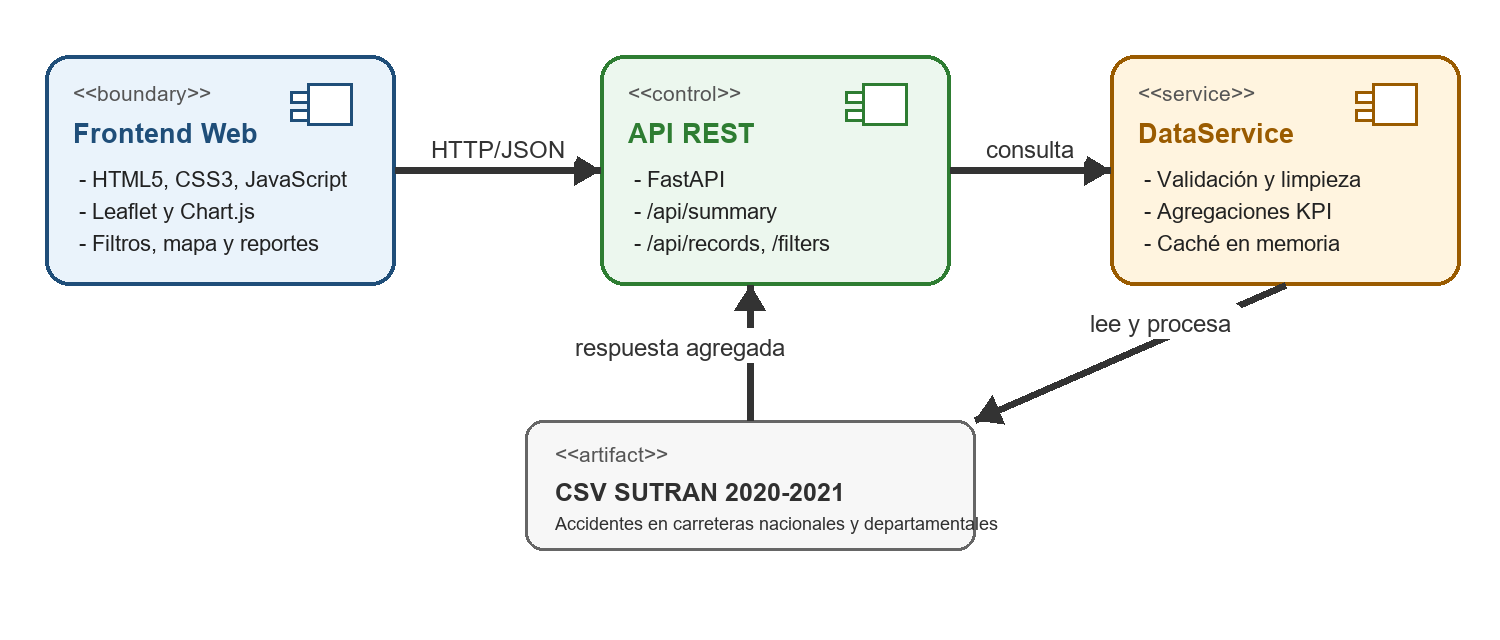 <<boundary>>
Frontend Web
- HTML5, CSS3, JavaScript
- Leaflet y Chart.js
- Filtros, mapa y reportes
HTTP/JSON
<<control>>
API REST
- FastAPI
- /api/summary
- /api/records, /filters
consulta
<<service>>
DataService
- Validación y limpieza
- Agregaciones KPI
- Caché en memoria
respuesta agregada
lee y procesa
<<artifact>>
CSV SUTRAN 2020-2021
Accidentes en carreteras nacionales y departamentales